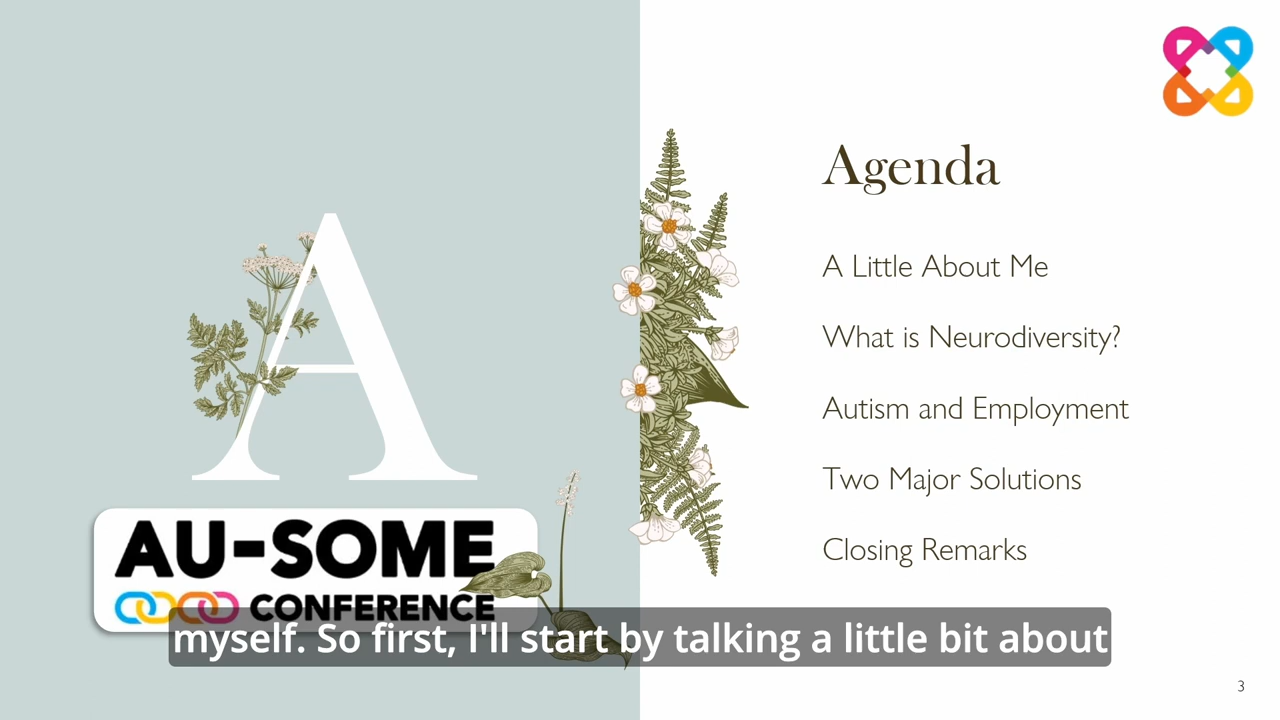 A
AU-SOME
CONFERENCE
Agenda
A Little About Me
What is Neurodiversity?
Autism and Employment
Two Major Solutions
Closing Remarks
myself. So first, I'll start by talking a little bit about
3